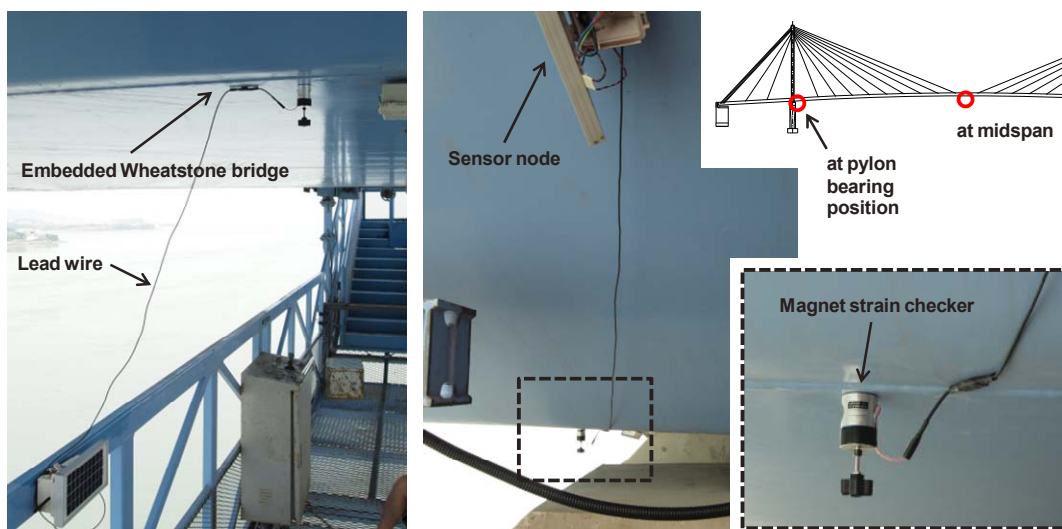 Embedded Wheatstone bridge
Lead wire
Sensor node
at midspan
at pylon
bearing
position
Magnet strain checker